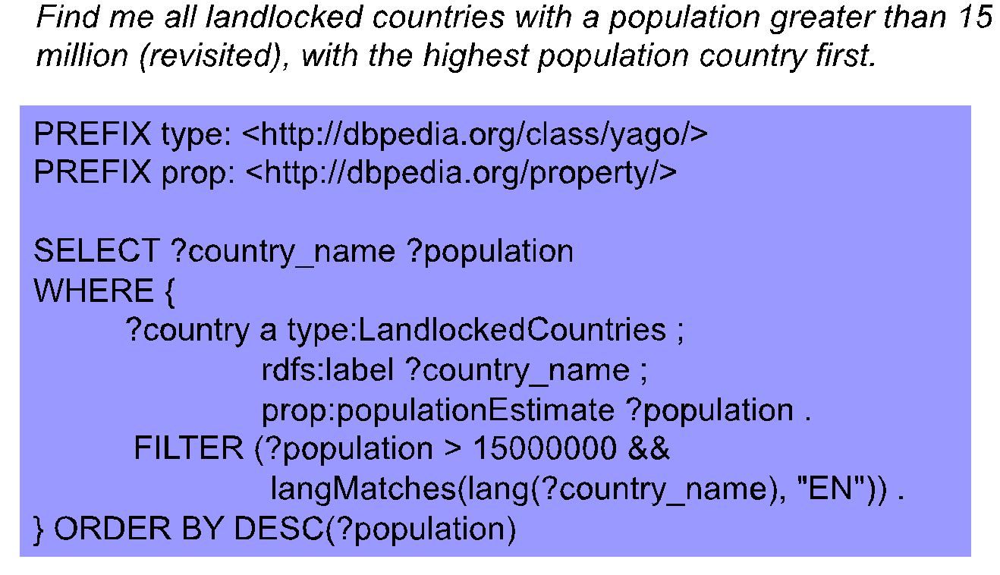 Find me all landlocked countries with a population greater than 15
million (revisited), with the highest population country first.
PREFIX type: <http://dbpedia.org/class/yago/>
PREFIX prop: <http://dbpedia.org/property/>
SELECT ?country_name ?population
WHERE {
?country a type:LandlockedCountries ;
rdfs:label ?country_name ;
prop:populationEstimate ?population .
FILTER (?population > 15000000 &&
langMatches(lang(?country_name), "EN")) .
} ORDER BY DESC(?population)